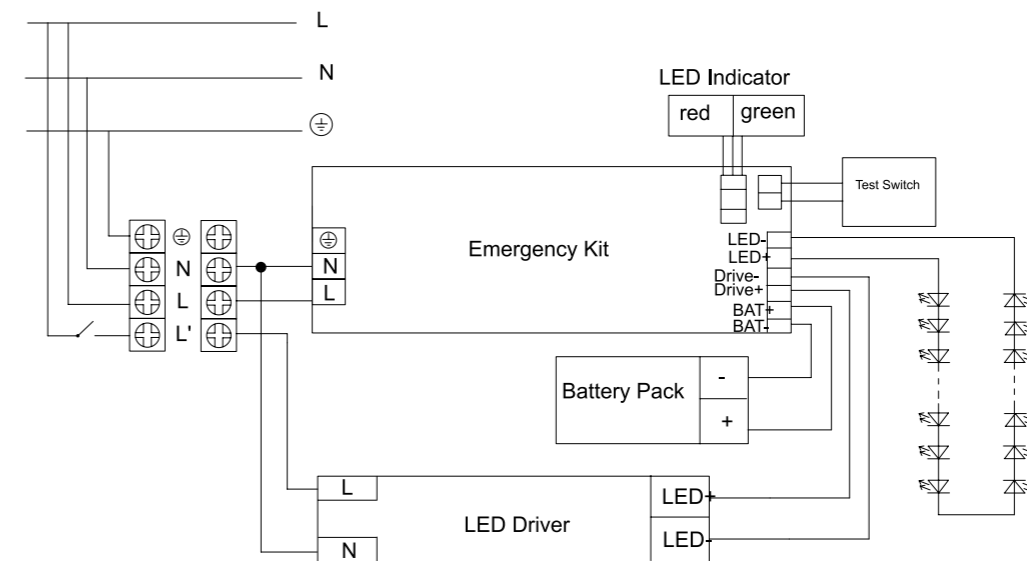 L
N
LED Indicator
red green
Test Switch
N
L
L'
N
L
Emergency Kit
LED-
LED+
Drive-
Drive+
BAT+
BAT-
Battery Pack
-
+
L
N
LED Driver
LED+
LED-